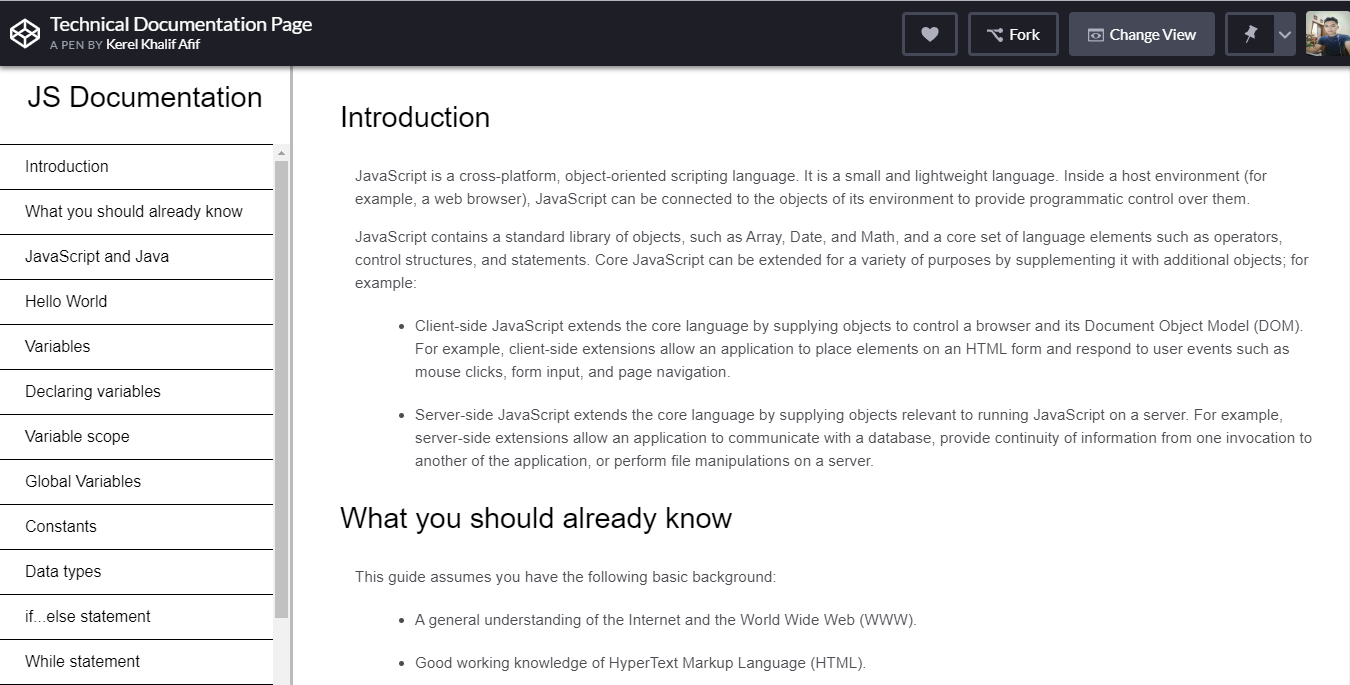 Technical Documentation Page
A PEN BY Kerel Khalif Afif
Fork
Change View
JS Documentation
Introduction
What you should already know
JavaScript and Java
Hello World
Variables
Declaring variables
Variable scope
Global Variables
Constants
Data types
if...else statement
While statement
Introduction
JavaScript is a cross-platform, object-oriented scripting language. It is a small and lightweight language. Inside a host environment (for
example, a web browser), JavaScript can be connected to the objects of its environment to provide programmatic control over them.
JavaScript contains a standard library of objects, such as Array, Date, and Math, and a core set of language elements such as operators,
control structures, and statements. Core JavaScript can be extended for a variety of purposes by supplementing it with additional objects; for
example:
• Client-side JavaScript extends the core language by supplying objects to control a browser and its Document Object Model (DOM).
For example, client-side extensions allow an application to place elements on an HTML form and respond to user events such as
mouse clicks, form input, and page navigation.
• Server-side JavaScript extends the core language by supplying objects relevant to running JavaScript on a server. For example,
server-side extensions allow an application to communicate with a database, provide continuity of information from one invocation to
another of the application, or perform file manipulations on a server.
What you should already know
This guide assumes you have the following basic background:
• A general understanding of the Internet and the World Wide Web (WWW).
• Good working knowledge of HyperText Markup Language (HTML).